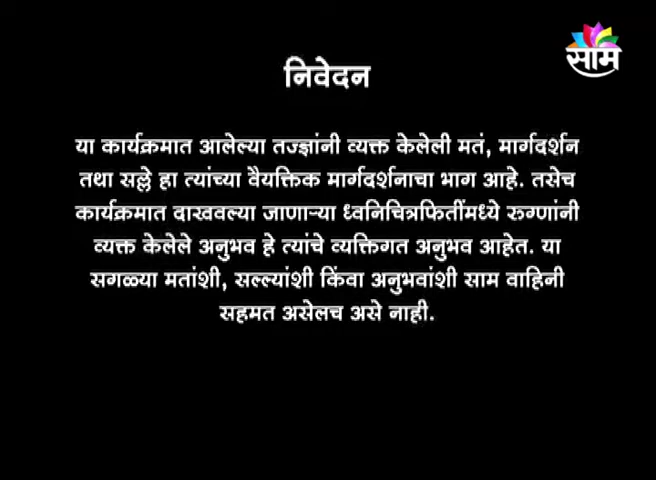 साम
निवेदन
या कार्यक्रमात आलेल्या तज्ज्ञांनी व्यक्त केलेली मतं, मार्गदर्शन
तथा सल्ले हा त्यांच्या वैयक्तिक मार्गदर्शनाचा भाग आहे. तसेच
कार्यक्रमात दाखवल्या जाणाऱ्या ध्वनिचित्रफितींमध्ये रुग्णांनी
व्यक्त केलेले अनुभव हे त्यांचे व्यक्तिगत अनुभव आहेत. या
सगळ्या मतांशी, सल्ल्यांशी किंवा अनुभवांशी साम वाहिनी
सहमत असेलच असे नाही.